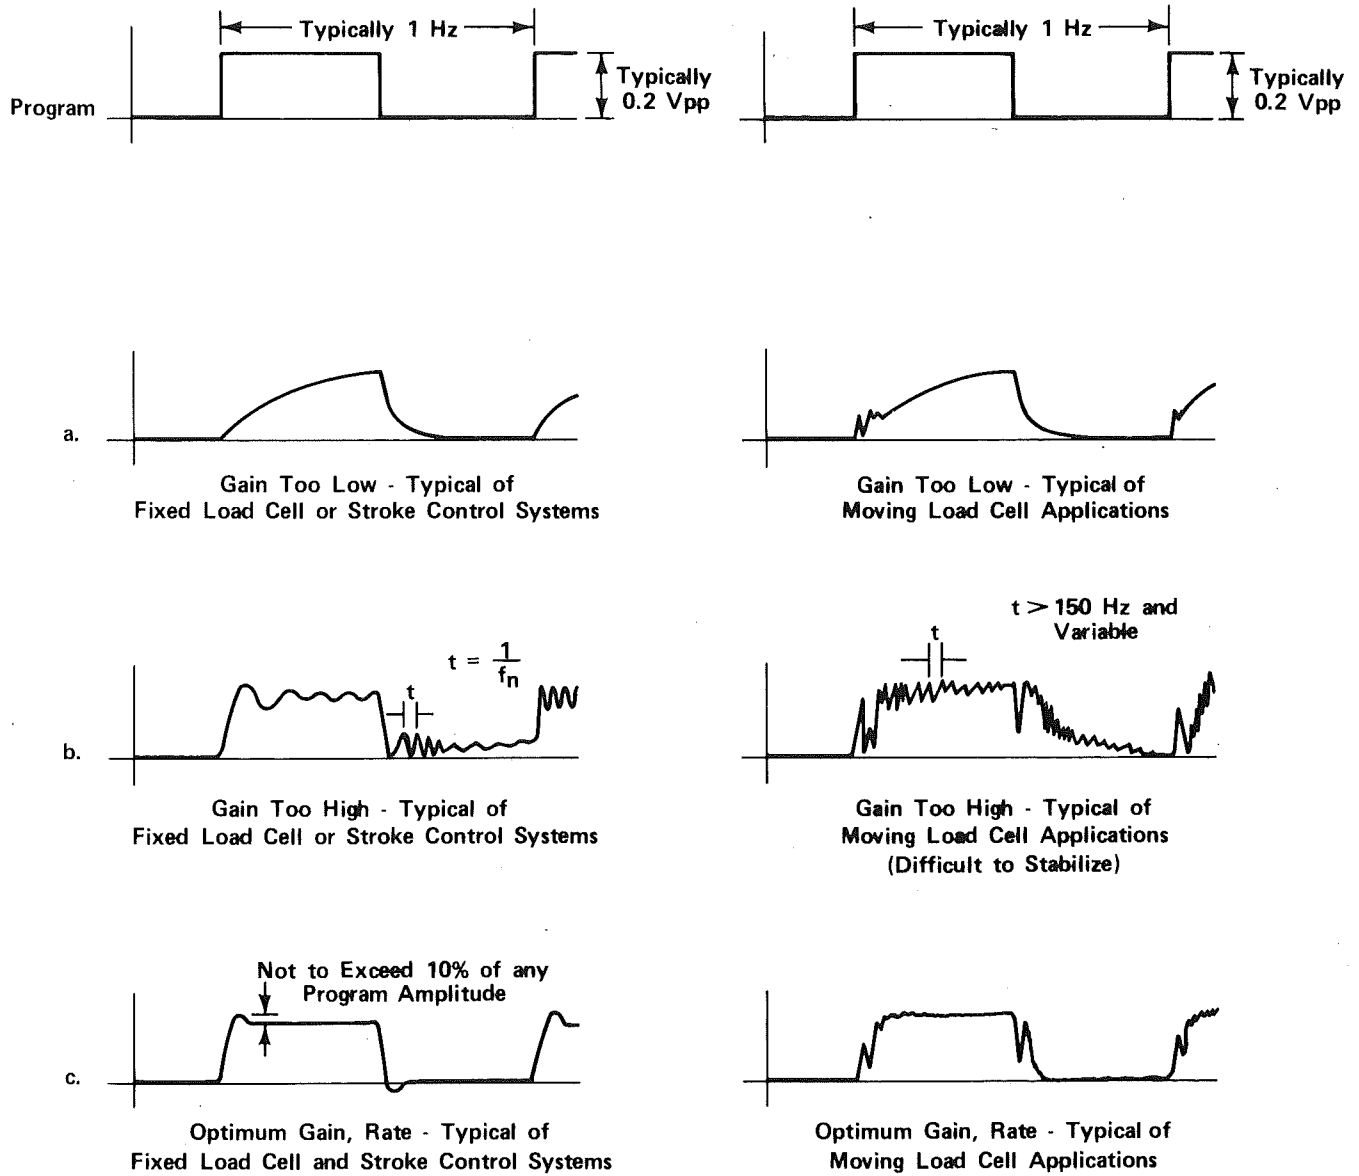 Typically 1 Hz
Typically
0.2 Vpp
Program
Typically 1 Hz
Typically
0.2 Vpp
a.
Gain Too Low - Typical of
Fixed Load Cell or Stroke Control Systems
Gain Too Low - Typical of
Moving Load Cell Applications
t = 1/fn
t
b.
Gain Too High - Typical of
Fixed Load Cell or Stroke Control Systems
t > 150 Hz and
Variable
t
Gain Too High - Typical of
Moving Load Cell Applications
(Difficult to Stabilize)
Not to Exceed 10% of any
Program Amplitude
c.
Optimum Gain, Rate - Typical of
Fixed Load Cell and Stroke Control Systems
Optimum Gain, Rate - Typical of
Moving Load Cell Applications